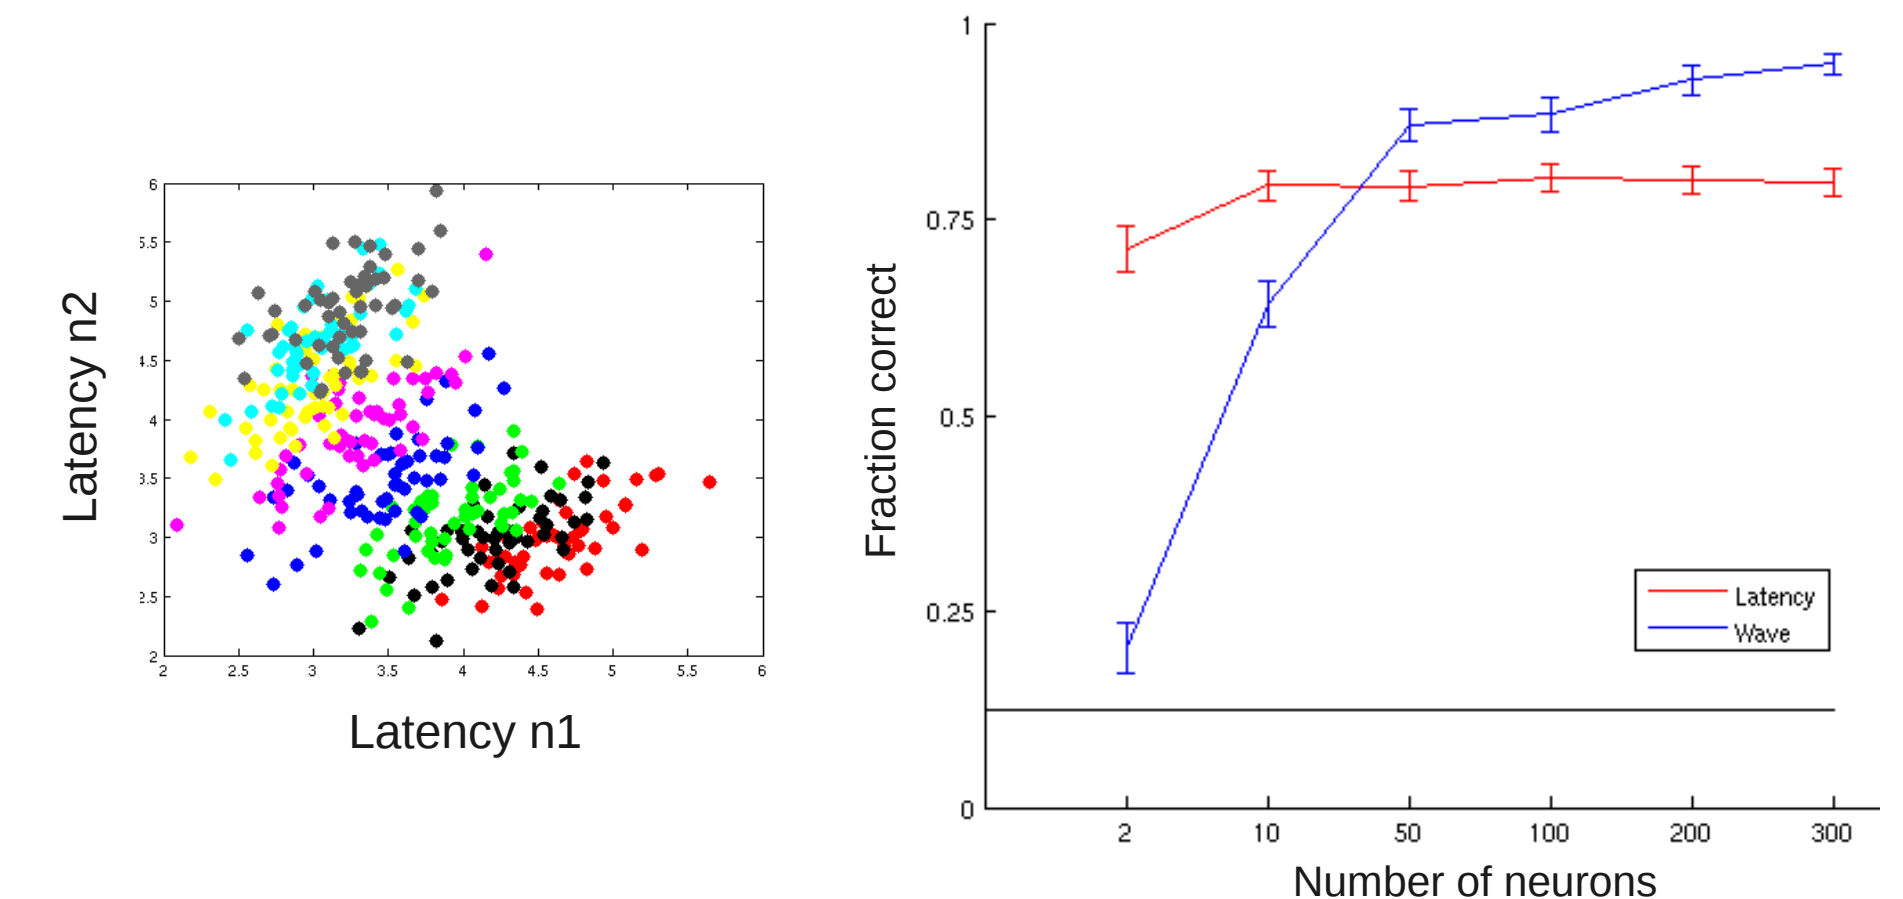 Latency n2
6
5.5
5
4.5
4
3.5
3
2.5
2
2 2.5 3 3.5 4 4.5 5 5.5 6
Latency n1
Fraction correct
1
0.75
0.5
0.25
0
Latency
Wave
2 10 50 100 200 300
Number of neurons